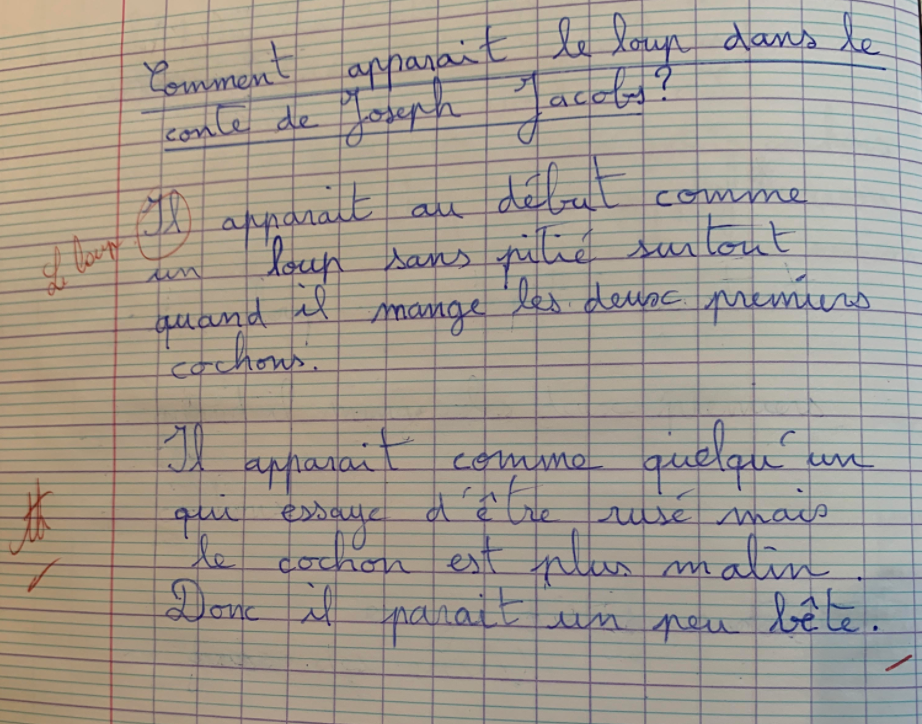 Comment apparait le loup dans le
conte de Joseph Jacobs?
Il apparait au début comme
Le loup
un loup sans pitié surtout
quand il mange les deux premiers
cochons.
Il apparait comme quelqu'un
qui essaye d'être rusé mais
le cochon est plus malin.
Donc il parait un peu bête.